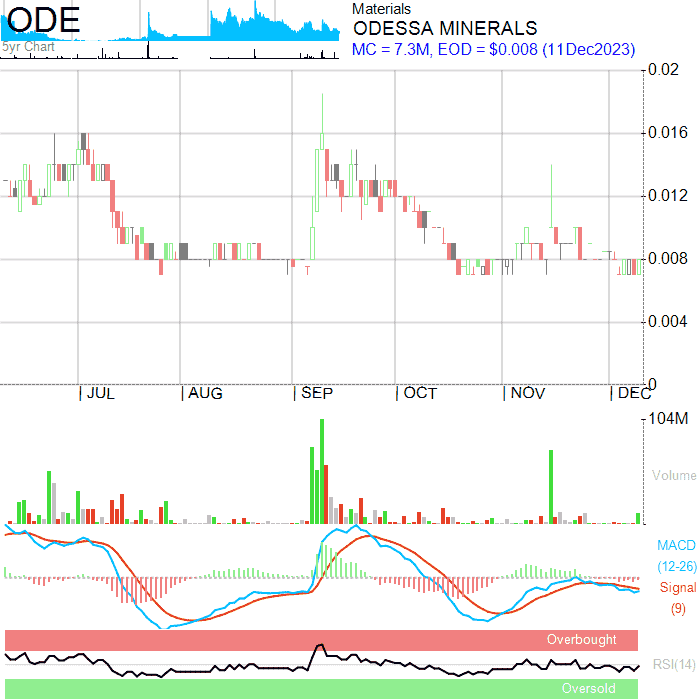 ODE
5yr Chart
Materials
ODESSA MINERALS
MC = 7.3M, EOD = $0.008 (11Dec2023)
0.02
0.016
0.012
0.008
0.004
0
JUL AUG SEP OCT NOV DEC
104M
Volume
MACD
(12-26)
Signal
(9)
Overbought
RSI(14)
Oversold